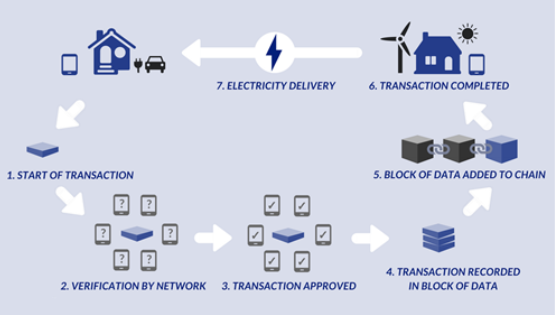 7. ELECTRICITY DELIVERY
6. TRANSACTION COMPLETED
1. START OF TRANSACTION
5. BLOCK OF DATA ADDED TO CHAIN
? ?
? ?
? ?
✓ ✓
✓ ✓
✓ ✓
2. VERIFICATION BY NETWORK
3. TRANSACTION APPROVED
4. TRANSACTION RECORDED
IN BLOCK OF DATA